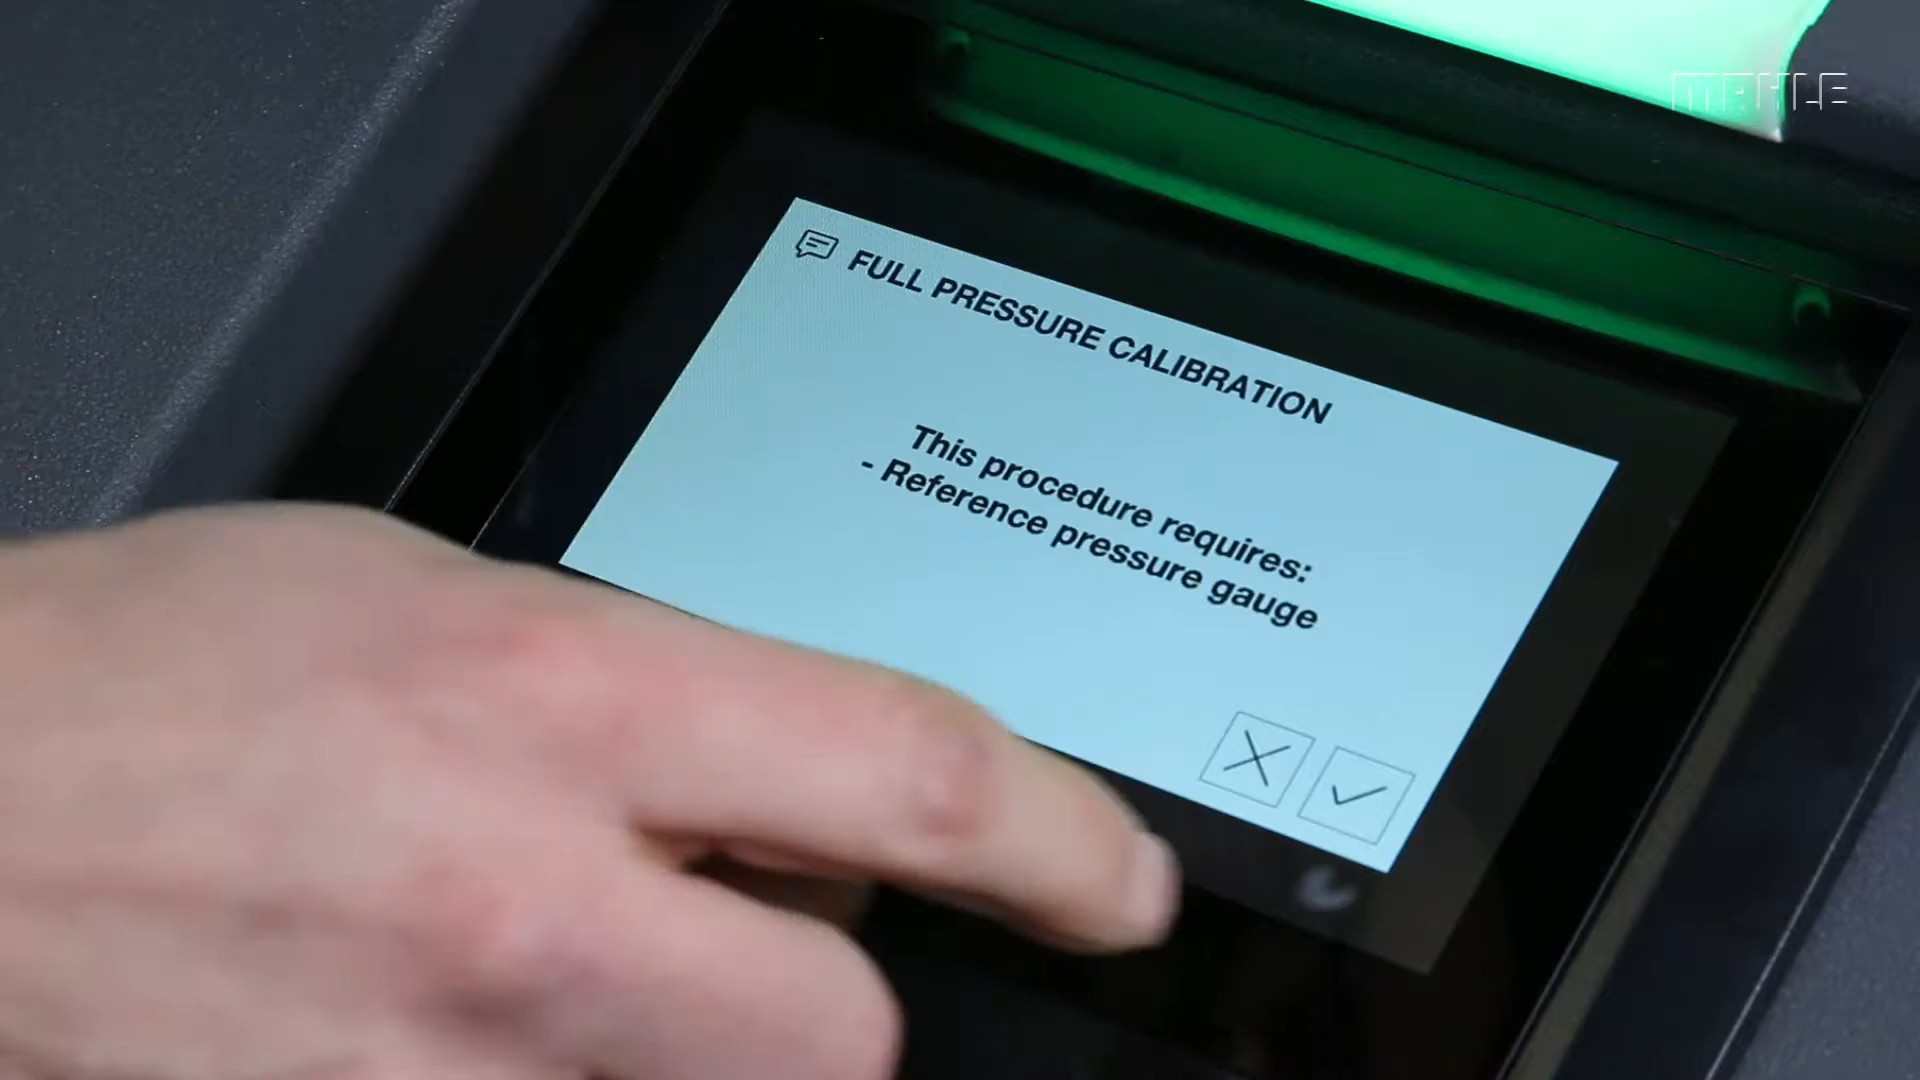 MAHLE
FULL PRESSURE CALIBRATION
This procedure requires:
- Reference pressure gauge